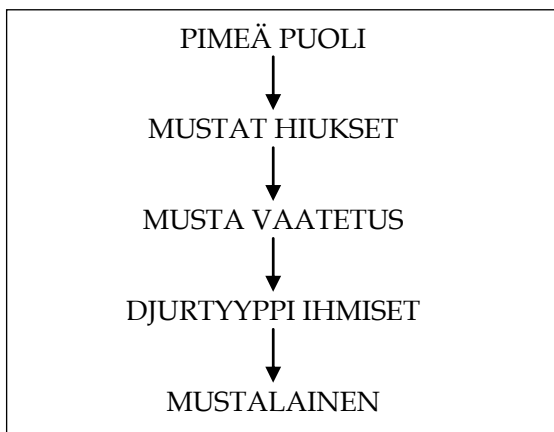 PIMEÄ PUOLI
MUSTAT HIUKSET
MUSTA VAATETUS
DJURTYYPPI IHMISET
MUSTALAINEN